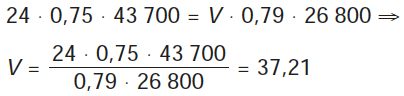 24 · 0,75 · 43 700 = V · 0,79 · 26 800 ⇒
V = 24 · 0,75 · 43 700 / 0,79 · 26 800 = 37,21